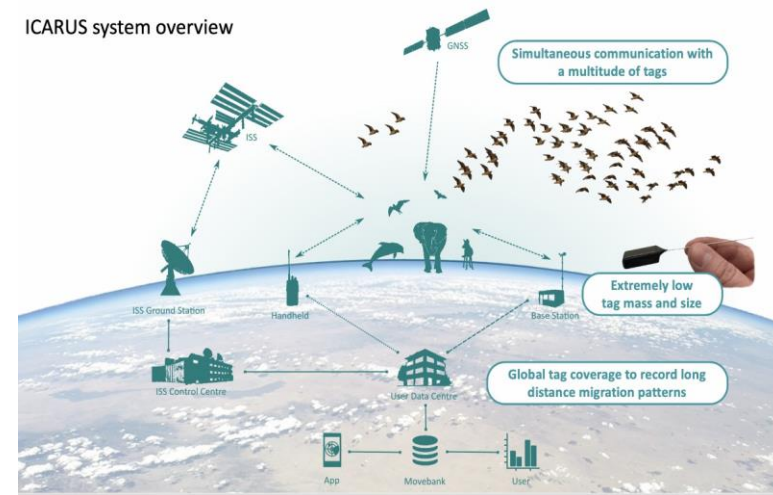 ICARUS system overview
GNSS
Simultaneous communication with
a multitude of tags
ISS
ISS Ground Station
Handheld
Base Station
Extremely low
tag mass and size
ISS Control Centre
User Data Centre
Global tag coverage to record long
distance migration patterns
App
Movebank
User